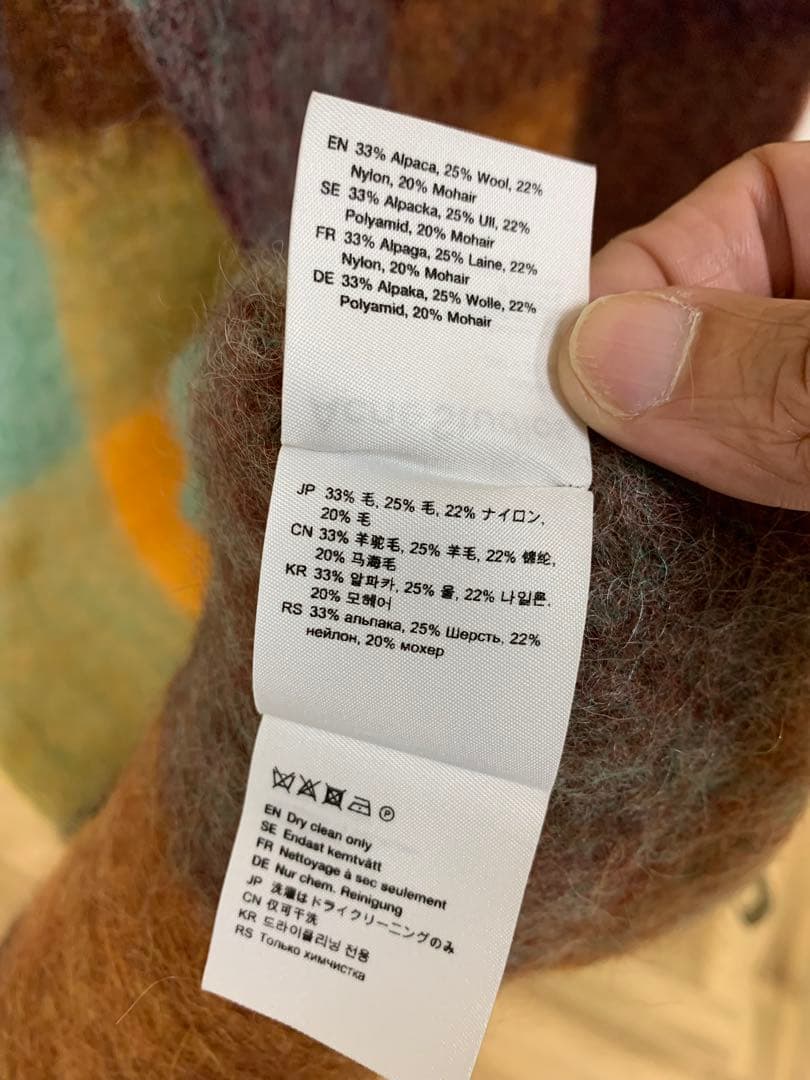 EN 33% Alpaca, 25% Wool, 22%
Nylon, 20% Mohair
SE 33% Alpacka, 25% Ull, 22%
Polyamid, 20% Mohair
FR 33% Alpaga, 25% Laine, 22%
Nylon, 20% Mohair
DE 33% Alpaka, 25% Wolle, 22%
Polyamid, 20% Mohair
JP 33% 毛, 25% 毛, 22% ナイロン,
20% 毛
CN 33% 羊驼毛, 25% 羊毛, 22% 锦纶,
20% 马海毛
KR 33% 알파카, 25% 울, 22% 나일론,
20% 모헤어
RS 33% альпака, 25% Шерсть, 22%
нейлон, 20% мохер
P
EN Dry clean only
SE Endast kemtvätt
FR Nettoyage à sec seulement
DE Nur chem. Reinigung
JP 洗濯はドライクリーニングのみ
CN 仅可干洗
KR 드라이클리닝 전용
RS Только химчистка